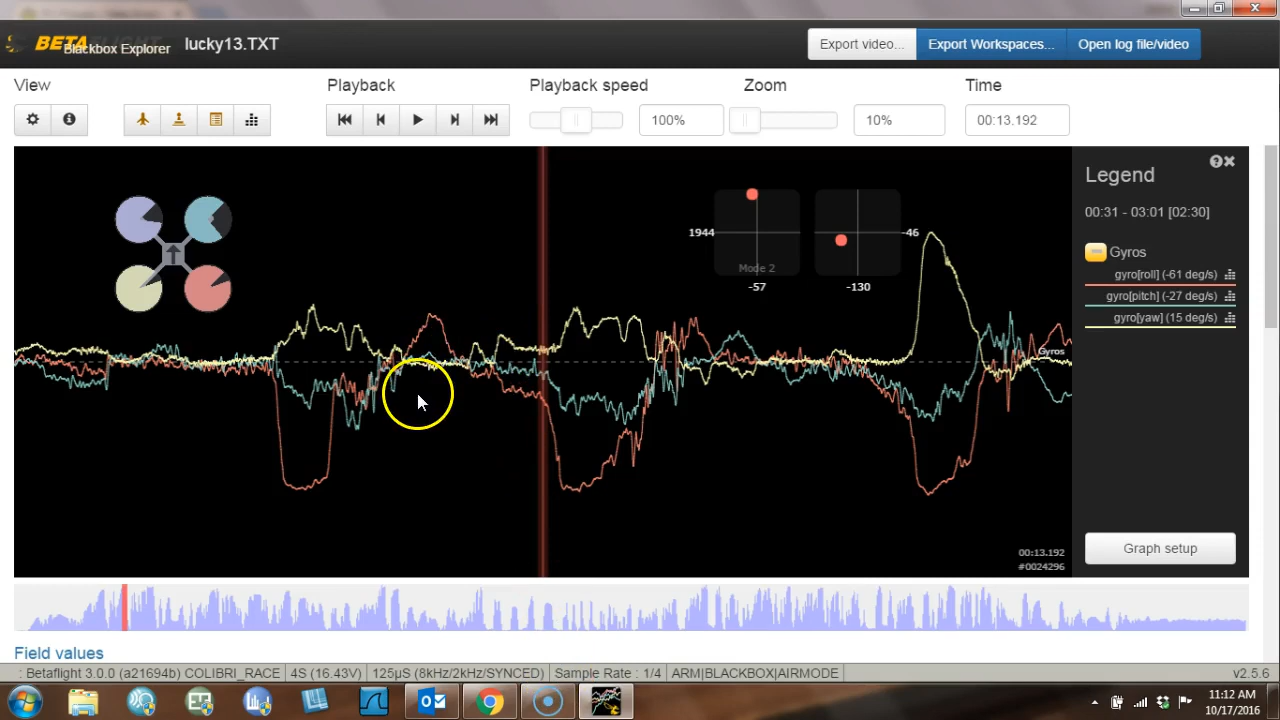 BETAFLIGHT
Blackbox Explorer
lucky13.TXT
Export video...
Export Workspaces...
Open log file/video
View
Playback
Playback speed
Zoom
Time
100%
10%
00:13.192
1944
Mode 2
-57
-46
-130
Gyros
00:13.192
#0024296
Legend
00:31 - 03:01 [02:30]
Gyros
gyro[roll] (-61 deg/s)
gyro[pitch] (-27 deg/s)
gyro[yaw] (15 deg/s)
Graph setup
Field values
: Betaflight 3.0.0 (a21694b) COLIBRI_RACE
4S (16.43V)
125µS (8kHz/2kHz/SYNCED)
Sample Rate : 1/4
ARM|BLACKBOX|AIRMODE
v2.5.6
11:12 AM
10/17/2016